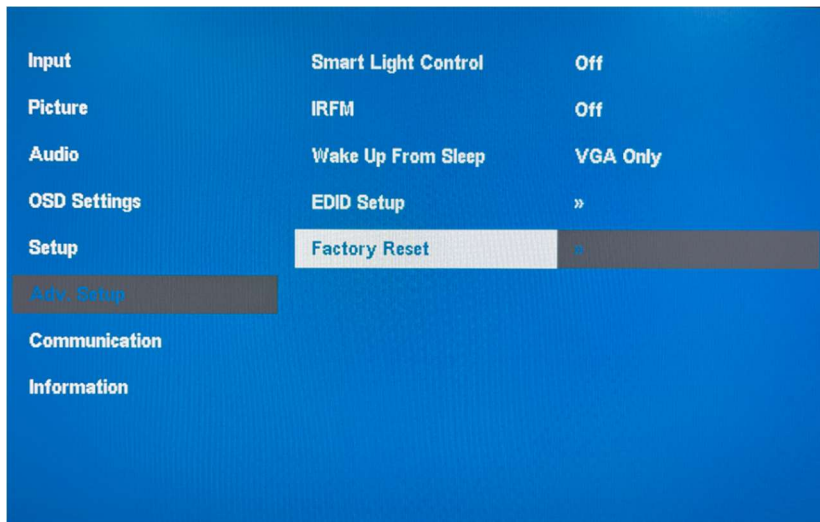 Input
Picture
Audio
OSD Settings
Setup
Adv. Setup
Communication
Information
Smart Light Control Off
IRFM Off
Wake Up From Sleep VGA Only
EDID Setup »
Factory Reset »